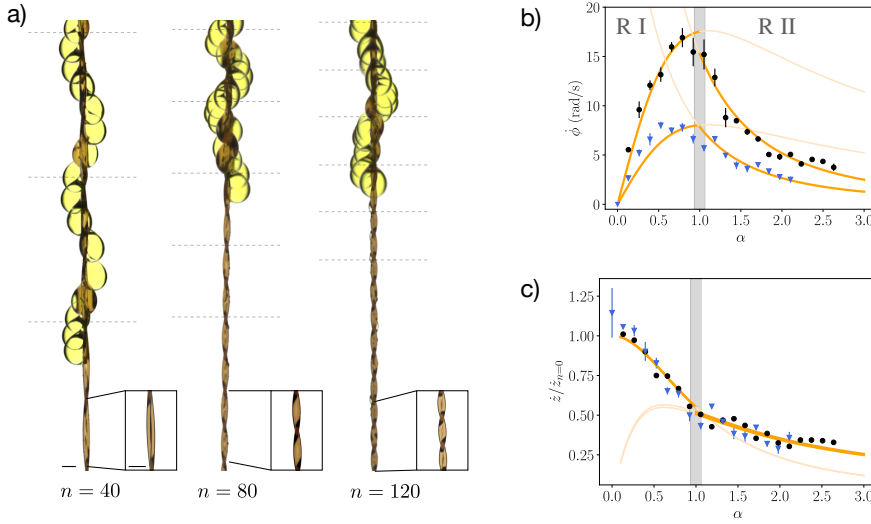 a)
n = 40
n = 80
n = 120
b)
R I
R II
20
15
10
5
0
ϕ̇ (rad/s)
0.0 0.5 1.0 1.5 2.0 2.5 3.0
α
c)
1.25
1.00
0.75
0.50
0.25
ż/ż_{n=0}
0.0 0.5 1.0 1.5 2.0 2.5 3.0
α